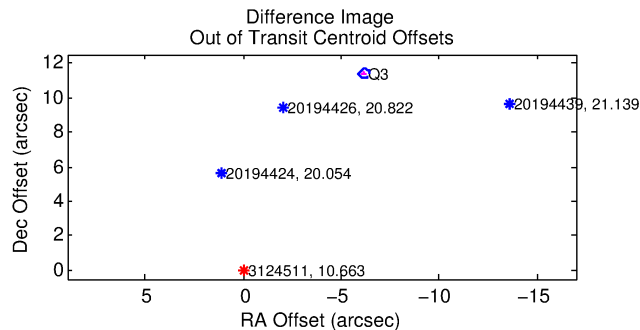 Difference Image
Out of Transit Centroid Offsets
Dec Offset (arcsec)
12
10
8
6
4
2
0
Q3
20194426, 20.822
20194439, 21.139
20194424, 20.054
3124511, 10.663
5 0 −5 −10 −15
RA Offset (arcsec)